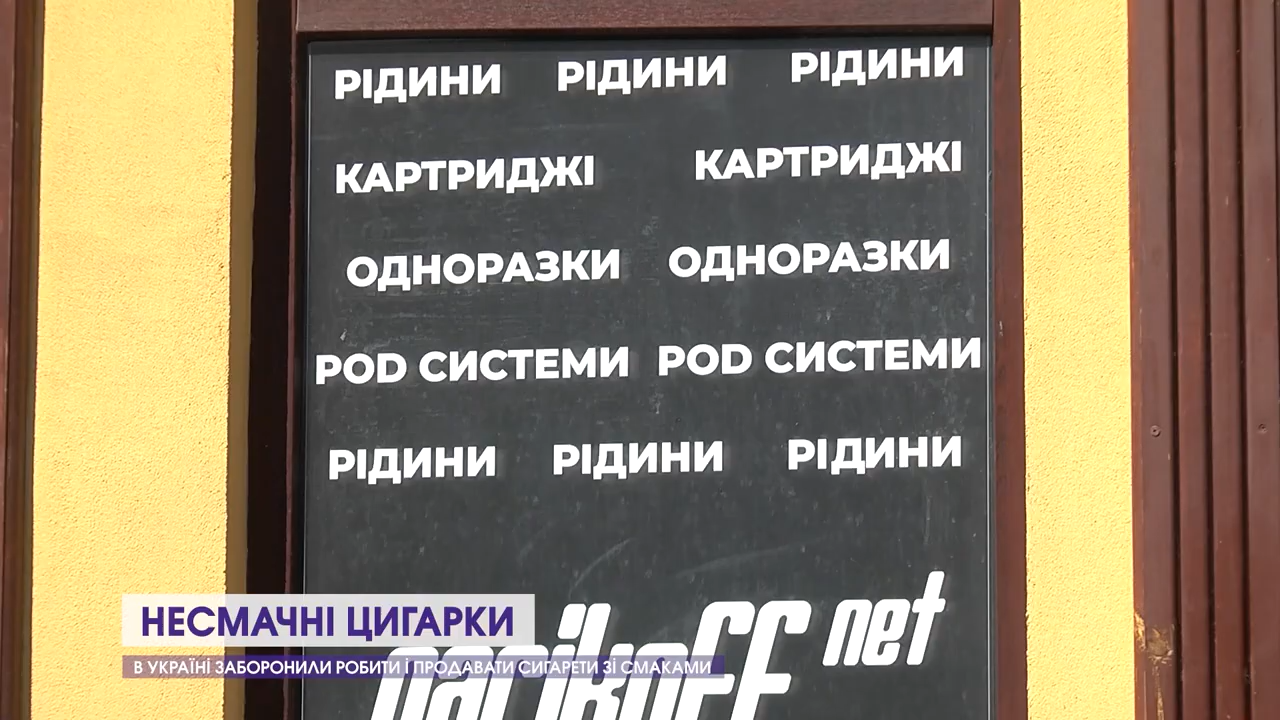 РІДИНИ РІДИНИ РІДИНИ
КАРТРИДЖІ КАРТРИДЖІ
ОДНОРАЗКИ ОДНОРАЗКИ
POD СИСТЕМИ POD СИСТЕМИ
РІДИНИ РІДИНИ РІДИНИ
parikoff net
НЕСМАЧНІ ЦИГАРКИ
В УКРАЇНІ ЗАБОРОНИЛИ РОБИТИ І ПРОДАВАТИ СИГАРЕТИ ЗІ СМАКАМИ